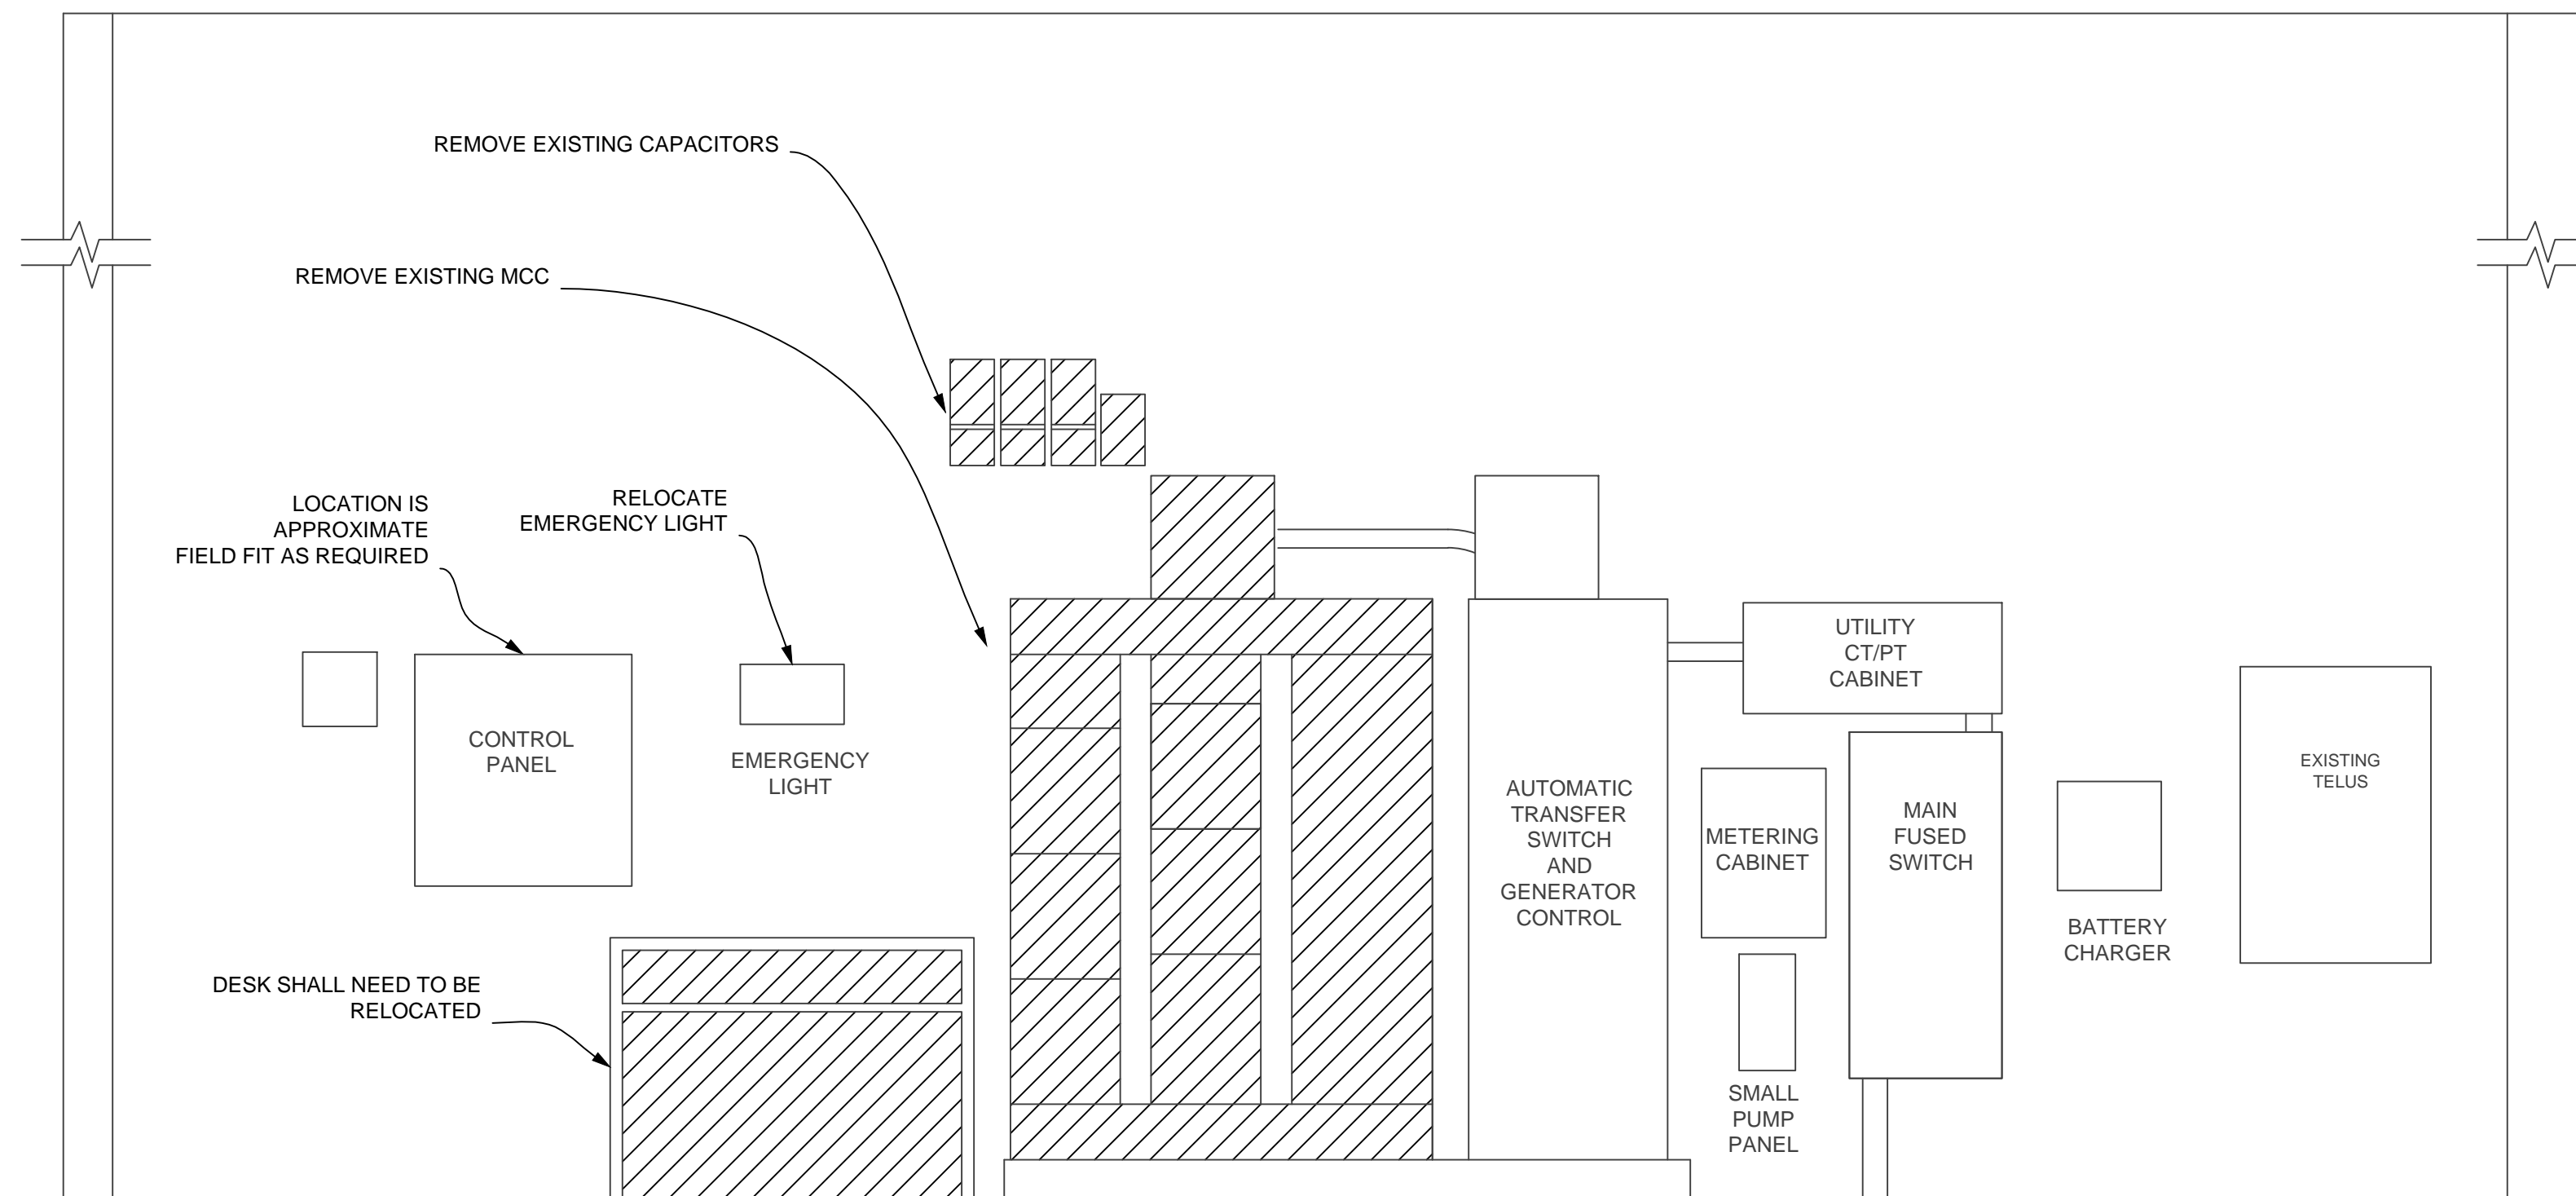 REMOVE EXISTING CAPACITORS
REMOVE EXISTING MCC
LOCATION IS
APPROXIMATE
FIELD FIT AS REQUIRED
RELOCATE
EMERGENCY LIGHT
CONTROL
PANEL
EMERGENCY
LIGHT
DESK SHALL NEED TO BE
RELOCATED
AUTOMATIC
TRANSFER
SWITCH
AND
GENERATOR
CONTROL
UTILITY
CT/PT
CABINET
METERING
CABINET
MAIN
FUSED
SWITCH
SMALL
PUMP
PANEL
BATTERY
CHARGER
EXISTING
TELUS